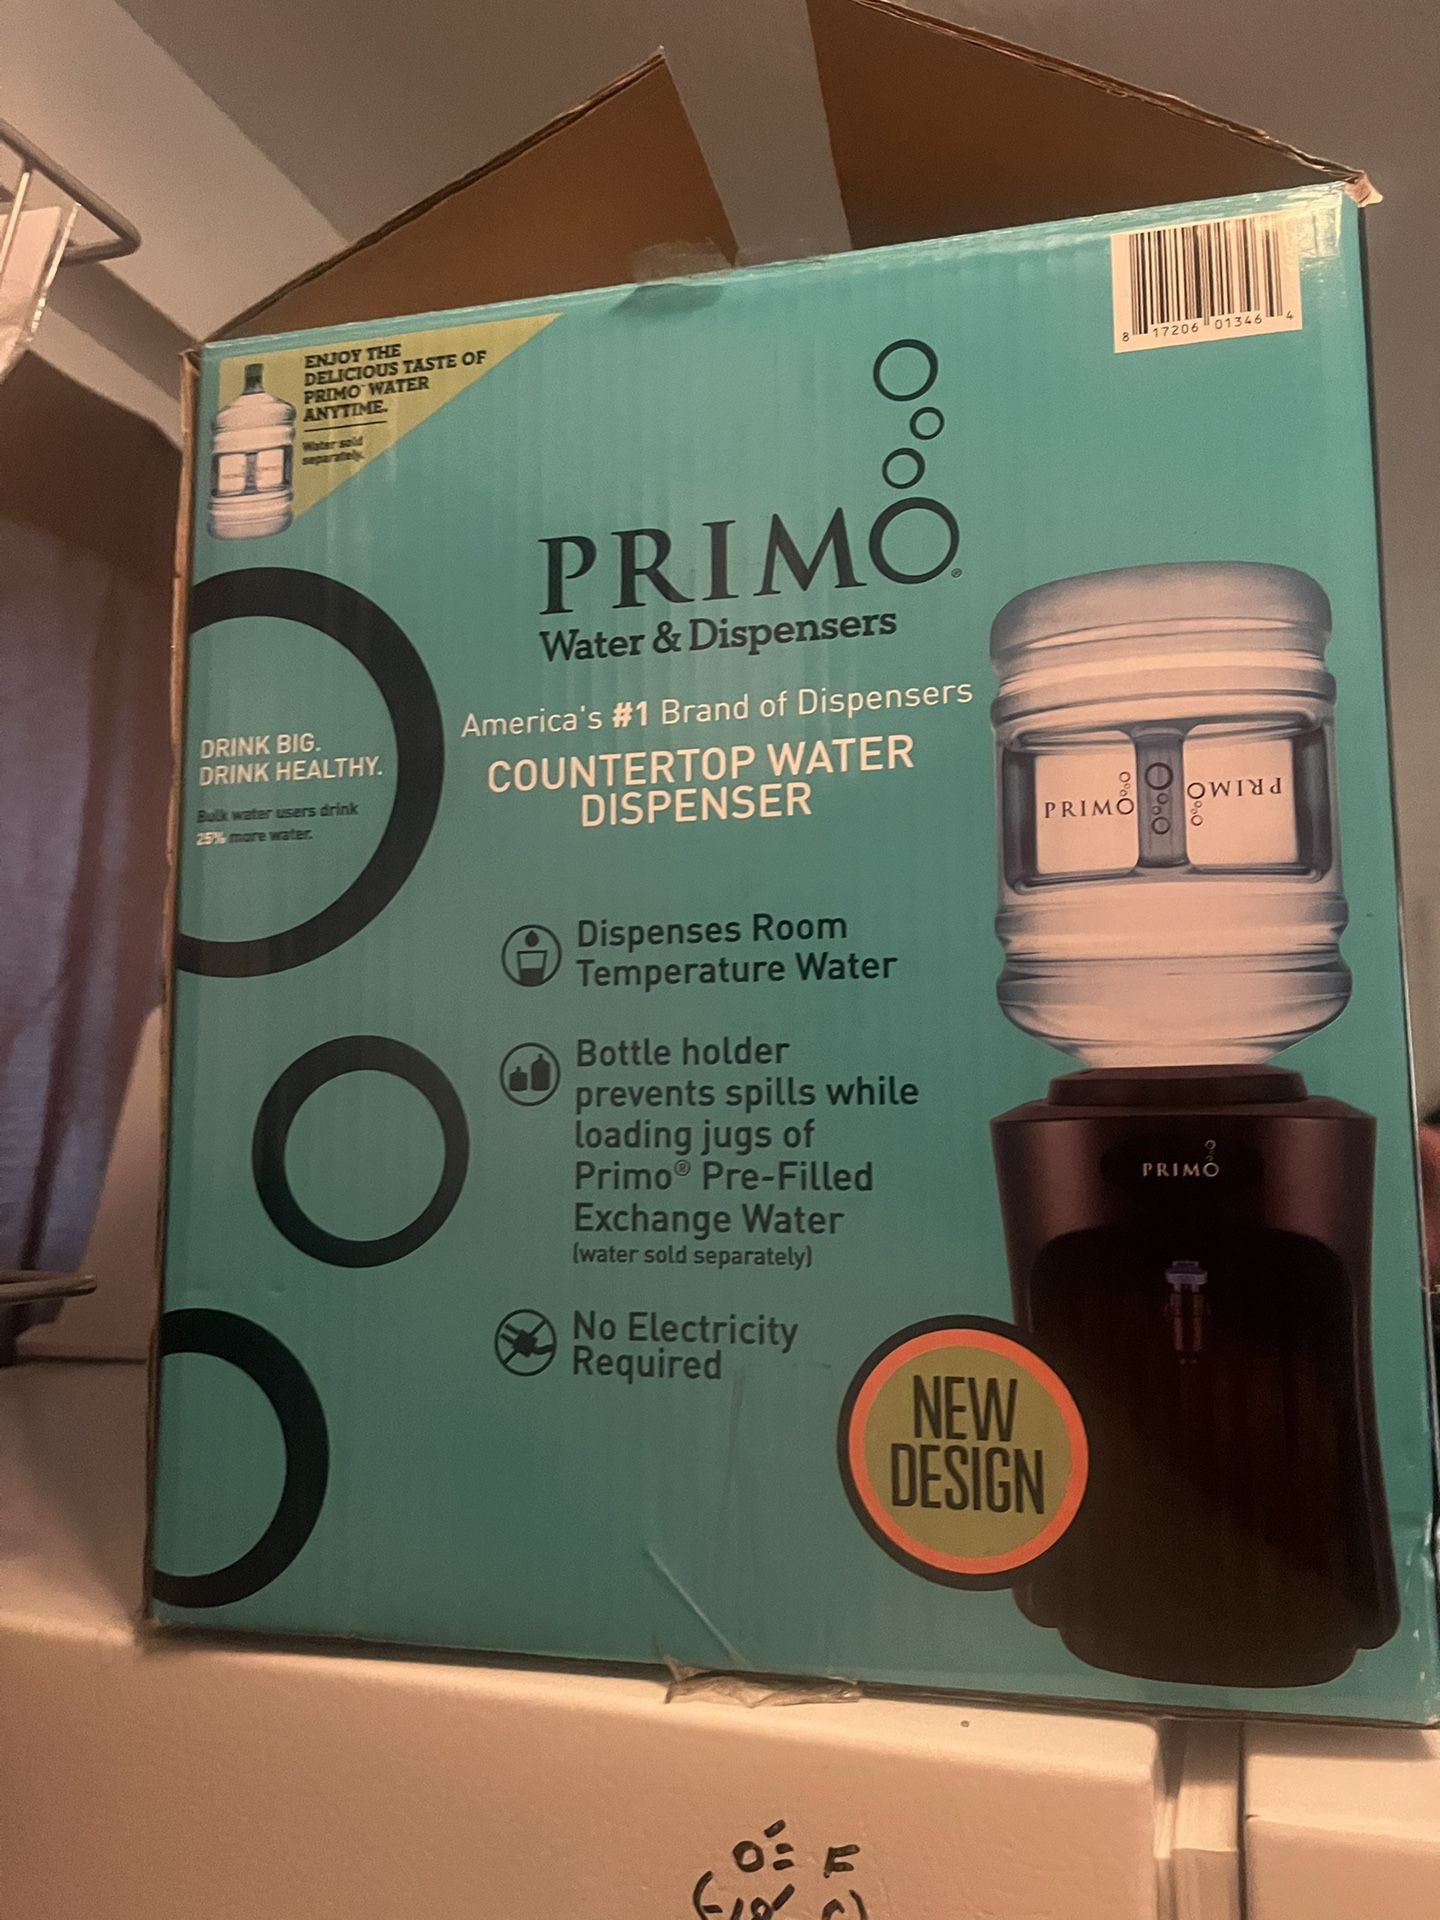 8 17206 01346 4
ENJOY THE
DELICIOUS TASTE OF
PRIMO WATER
ANYTIME.
Water sold
separately.
PRIMO®
Water & Dispensers
America's #1 Brand of Dispensers
COUNTERTOP WATER
DISPENSER
DRINK BIG.
DRINK HEALTHY.
Bulk water users drink
25% more water.
PRIMO
PRIMO
Dispenses Room
Temperature Water
Bottle holder
prevents spills while
loading jugs of
Primo® Pre-Filled
Exchange Water
(water sold separately)
PRIMO
No Electricity
Required
NEW
DESIGN